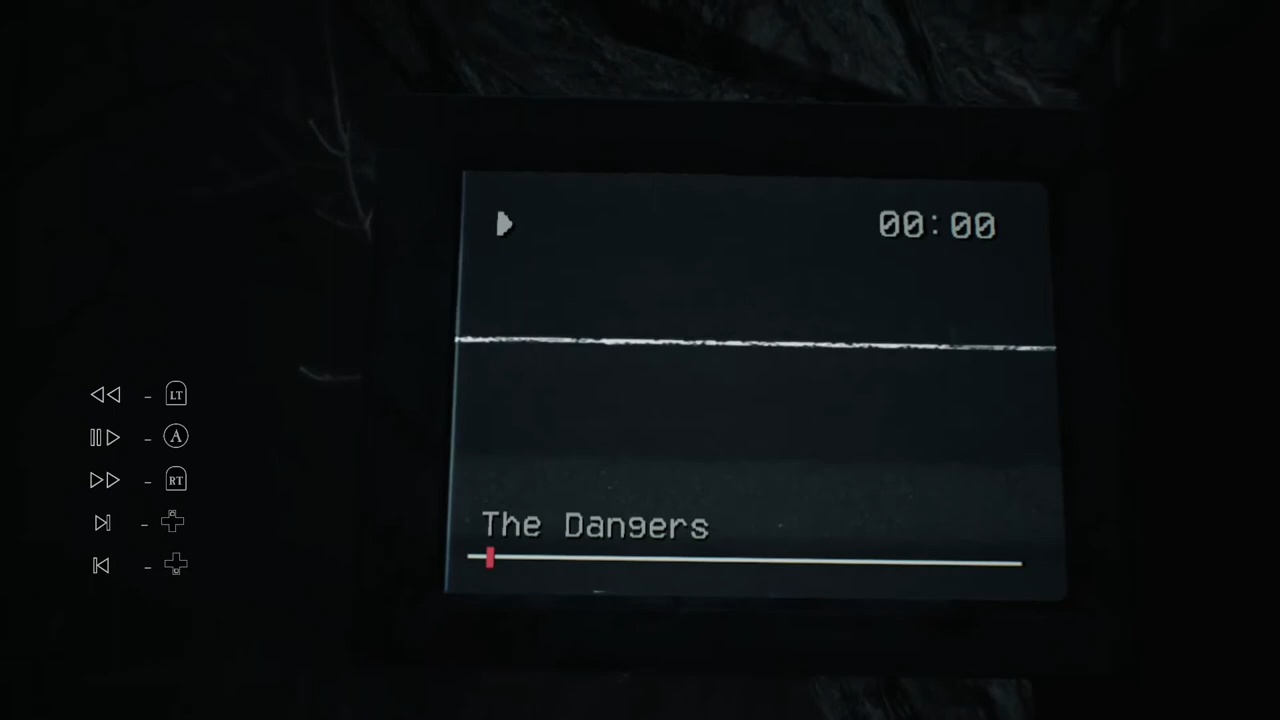 00:00
- LT
- A
- RT
-
The Dangers
-